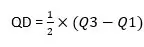 QD = 1/2 × (Q3 − Q1)